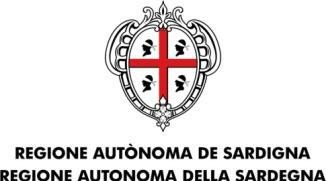 REGIONE AUTÒNOMA DE SARDIGNA
REGIONE AUTONOMA DELLA SARDEGNA